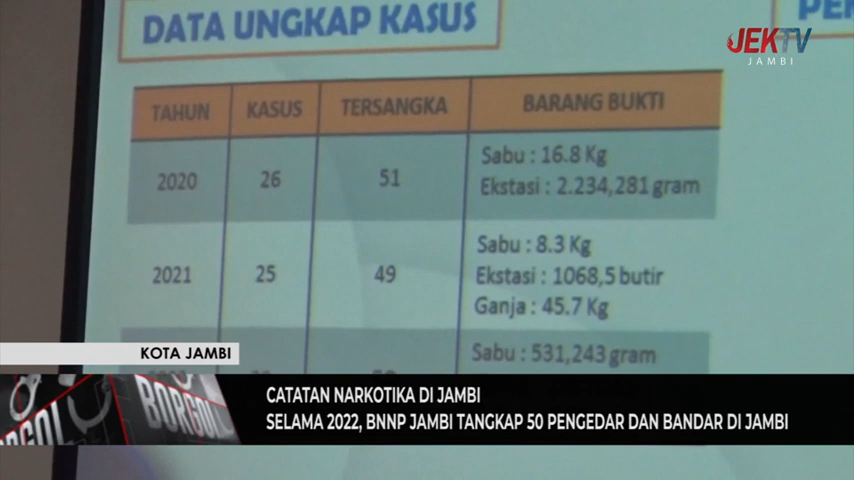 DATA UNGKAP KASUS
PEN
JEKTV
JAMBI
TAHUN KASUS TERSANGKA BARANG BUKTI
2020 26 51 Sabu : 16.8 Kg
Ekstasi : 2.234,281 gram
2021 25 49 Sabu : 8.3 Kg
Ekstasi : 1068,5 butir
Ganja : 45.7 Kg
Sabu : 531,243 gram
KOTA JAMBI
BORGOL
BORGOL
CATATAN NARKOTIKA DI JAMBI
SELAMA 2022, BNNP JAMBI TANGKAP 50 PENGEDAR DAN BANDAR DI JAMBI